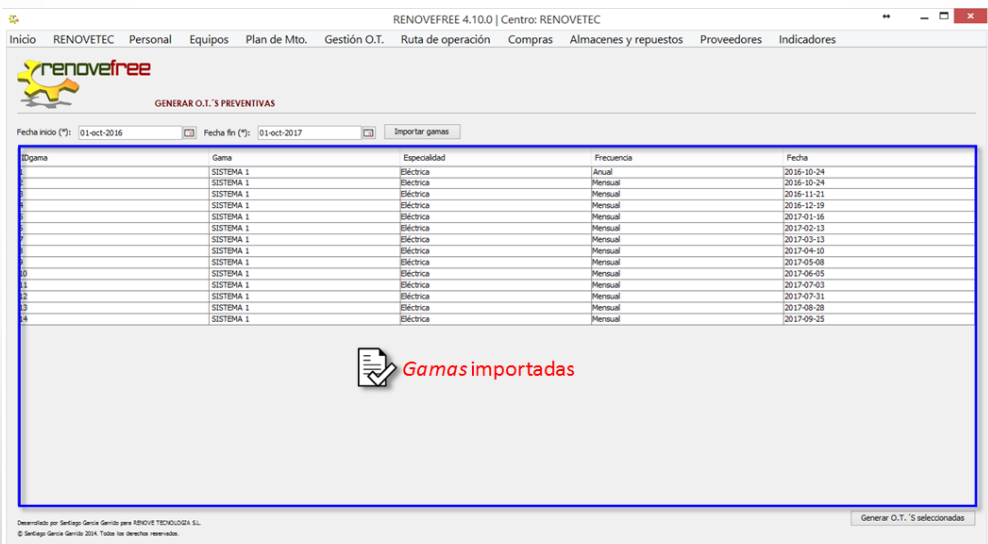 RENOVEFREE 4.10.0 | Centro: RENOVETEC
Inicio RENOVETEC Personal Equipos Plan de Mto. Gestión O.T. Ruta de operación Compras Almacenes y repuestos Proveedores Indicadores
renovefree
GENERAR O.T.´S PREVENTIVAS
Fecha inicio (*): 01-oct-2016 Fecha fin (*): 01-oct-2017 Importar gamas
IDgama Gama Especialidad Frecuencia Fecha
1 SISTEMA 1 Eléctrica Anual 2016-10-24
2 SISTEMA 1 Eléctrica Mensual 2016-10-24
3 SISTEMA 1 Eléctrica Mensual 2016-11-21
4 SISTEMA 1 Eléctrica Mensual 2016-12-19
5 SISTEMA 1 Eléctrica Mensual 2017-01-16
6 SISTEMA 1 Eléctrica Mensual 2017-02-13
7 SISTEMA 1 Eléctrica Mensual 2017-03-13
8 SISTEMA 1 Eléctrica Mensual 2017-04-10
9 SISTEMA 1 Eléctrica Mensual 2017-05-08
10 SISTEMA 1 Eléctrica Mensual 2017-06-05
11 SISTEMA 1 Eléctrica Mensual 2017-07-03
12 SISTEMA 1 Eléctrica Mensual 2017-07-31
13 SISTEMA 1 Eléctrica Mensual 2017-08-28
14 SISTEMA 1 Eléctrica Mensual 2017-09-25
Gamas importadas
Generar O.T. ´S seleccionadas
Desarrollado por Santiago García Garrido para RENOVE TECNOLOGÍA S.L.
© Santiago García Garrido 2014. Todos los derechos reservados.